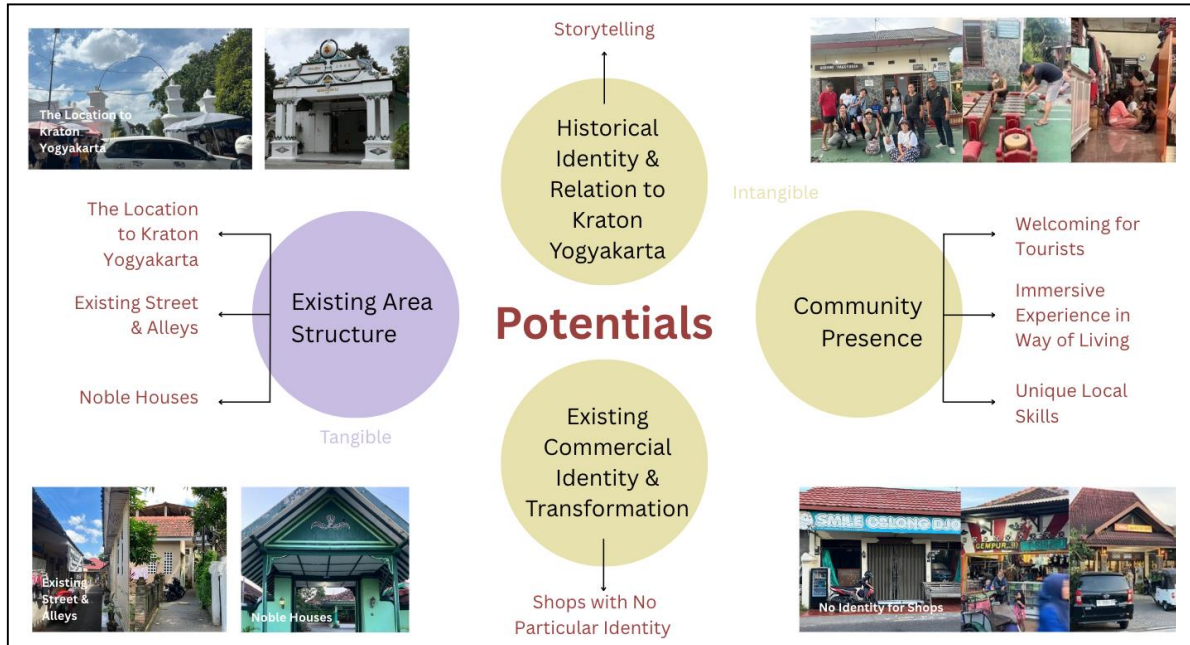 Storytelling
The Location to
Kraton
Yogyakarta
Historical
Identity &
Relation to
Kraton
Yogyakarta
Intangible
The Location
to Kraton
Yogyakarta
Existing Street
& Alleys
Noble Houses
Existing Area
Structure
Tangible
Potentials
Community
Presence
Welcoming for
Tourists
Immersive
Experience in
Way of Living
Unique Local
Skills
Existing
Commercial
Identity &
Transformation
Shops with No
Particular Identity
Existing
Street &
Alleys
Noble Houses
SMILE OBLONG DJO
No Identity for Shops
GEMPUR